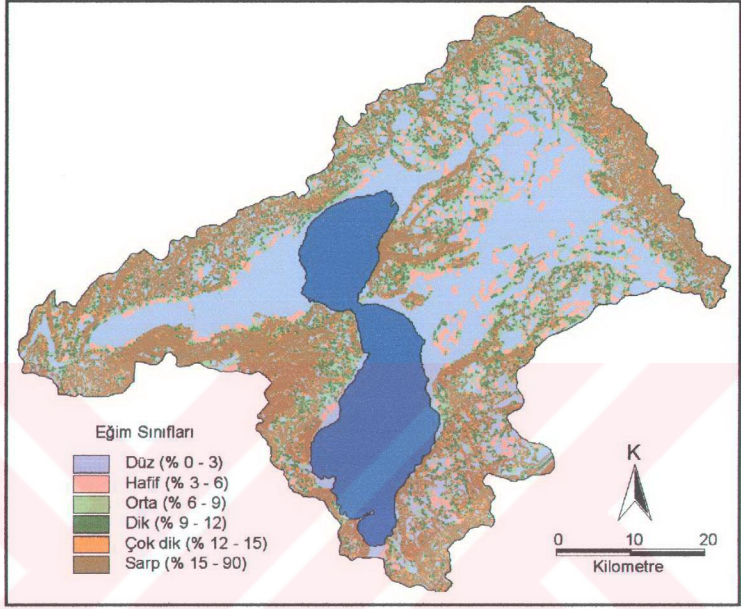 Eğim Sınıfları
Düz (% 0 - 3)
Hafif (% 3 - 6)
Orta (% 6 - 9)
Dik (% 9 - 12)
Çok dik (% 12 - 15)
Sarp (% 15 - 90)
K
0 10 20
Kilometre